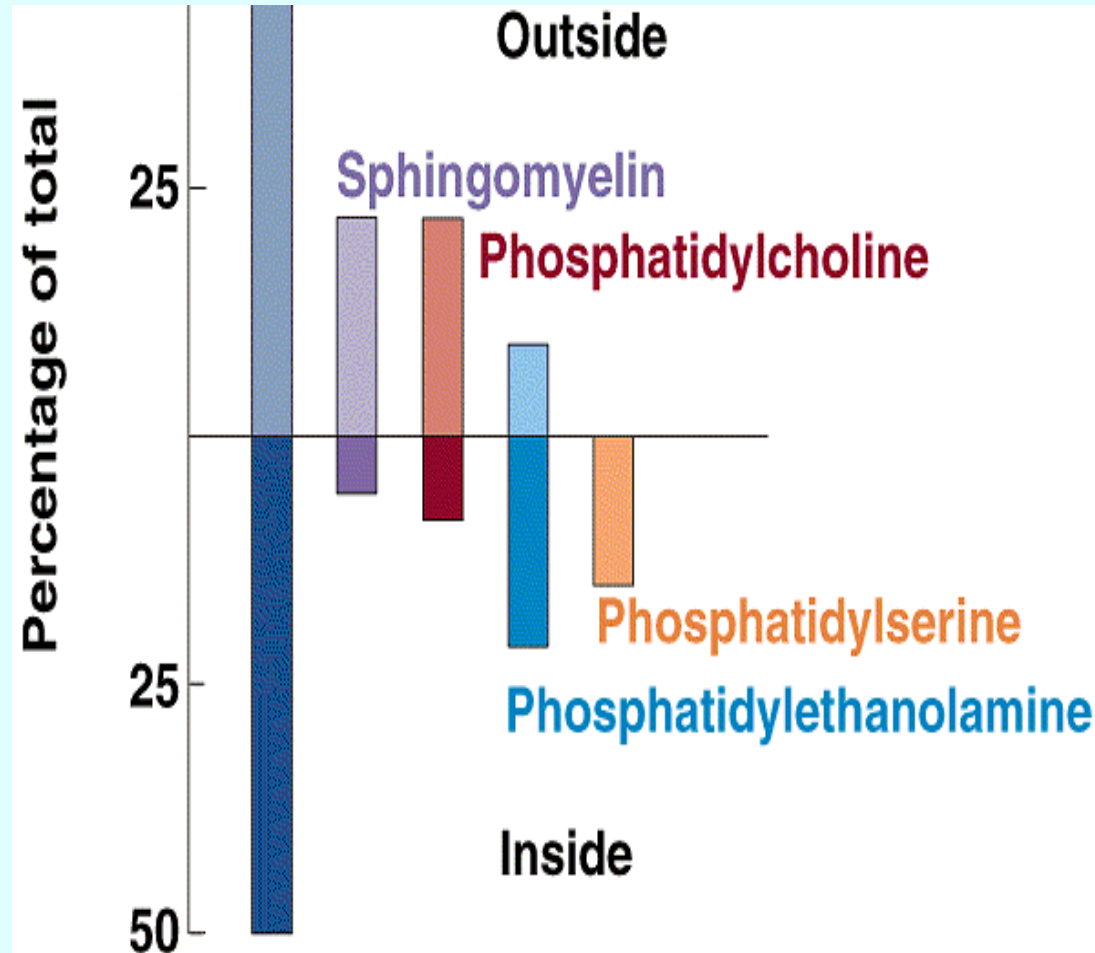 Outside
Percentage of total
25
Sphingomyelin
Phosphatidylcholine
Phosphatidylserine
25
Phosphatidylethanolamine
Inside
50